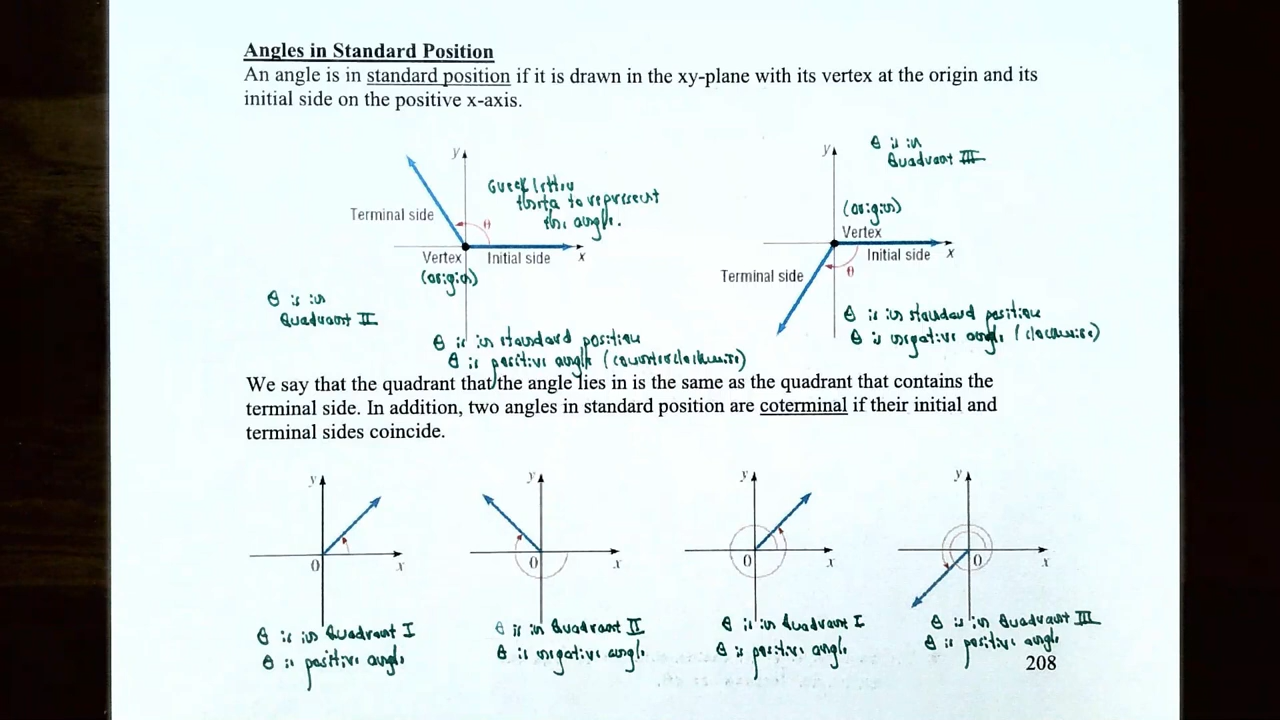 Angles in Standard Position
An angle is in standard position if it is drawn in the xy-plane with its vertex at the origin and its
initial side on the positive x-axis.
y
Greek letter
theta to represent
the angle.
Terminal side
θ
Vertex
Initial side
x
(origin)
θ is in
Quadrant II
θ is in standard position
θ is positive angle (counterclockwise)
y
θ is in
Quadrant III
(origin)
Vertex
Initial side
x
Terminal side
θ
θ is in standard position
θ is negative angle (clockwise)
We say that the quadrant that the angle lies in is the same as the quadrant that contains the
terminal side. In addition, two angles in standard position are coterminal if their initial and
terminal sides coincide.
y
0
x
θ is in Quadrant I
θ is positive angle
y
0
x
θ is in Quadrant II
θ is negative angle
y
0
x
θ is in Quadrant I
θ is positive angle
y
0
x
θ is in Quadrant III
θ is positive angle
208